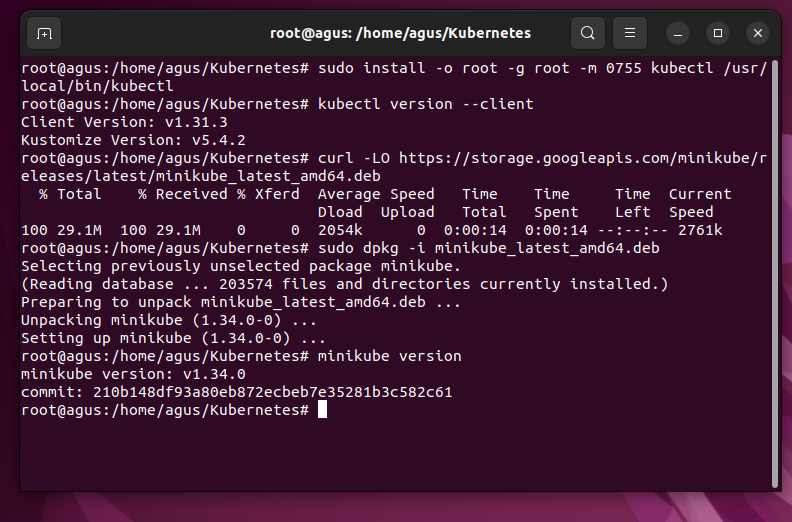 root@agus: /home/agus/Kubernetes
root@agus:/home/agus/Kubernetes# sudo install -o root -g root -m 0755 kubectl /usr/
local/bin/kubectl
root@agus:/home/agus/Kubernetes# kubectl version --client
Client Version: v1.31.3
Kustomize Version: v5.4.2
root@agus:/home/agus/Kubernetes# curl -LO https://storage.googleapis.com/minikube/r
eleases/latest/minikube_latest_amd64.deb
  % Total    % Received % Xferd  Average Speed   Time    Time     Time  Current
                                 Dload  Upload   Total   Spent    Left  Speed
100 29.1M  100 29.1M    0     0  2054k      0  0:00:14  0:00:14 --:--:-- 2761k
root@agus:/home/agus/Kubernetes# sudo dpkg -i minikube_latest_amd64.deb
Selecting previously unselected package minikube.
(Reading database ... 203574 files and directories currently installed.)
Preparing to unpack minikube_latest_amd64.deb ...
Unpacking minikube (1.34.0-0) ...
Setting up minikube (1.34.0-0) ...
root@agus:/home/agus/Kubernetes# minikube version
minikube version: v1.34.0
commit: 210b148df93a80eb872ecbeb7e35281b3c582c61
root@agus:/home/agus/Kubernetes#